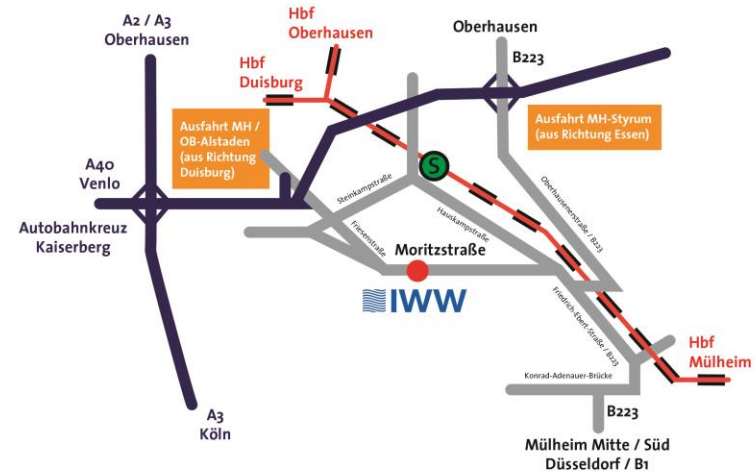 A2 / A3
Oberhausen
Hbf
Oberhausen
Hbf
Duisburg
Oberhausen
B223
Ausfahrt MH /
OB-Alstaden
(aus Richtung
Duisburg)
Ausfahrt MH-Styrum
(aus Richtung Essen)
S
A40
Venlo
Autobahnkreuz
Kaiserberg
Steinkampstraße
Friesenstraße
Hauskampstraße
Oberhausenerstraße / B223
Moritzstraße
IWW
Friedrich-Ebert-Straße / B223
Hbf
Mülheim
Konrad-Adenauer-Brücke
B223
A3
Köln
Mülheim Mitte / Süd
Düsseldorf / B1